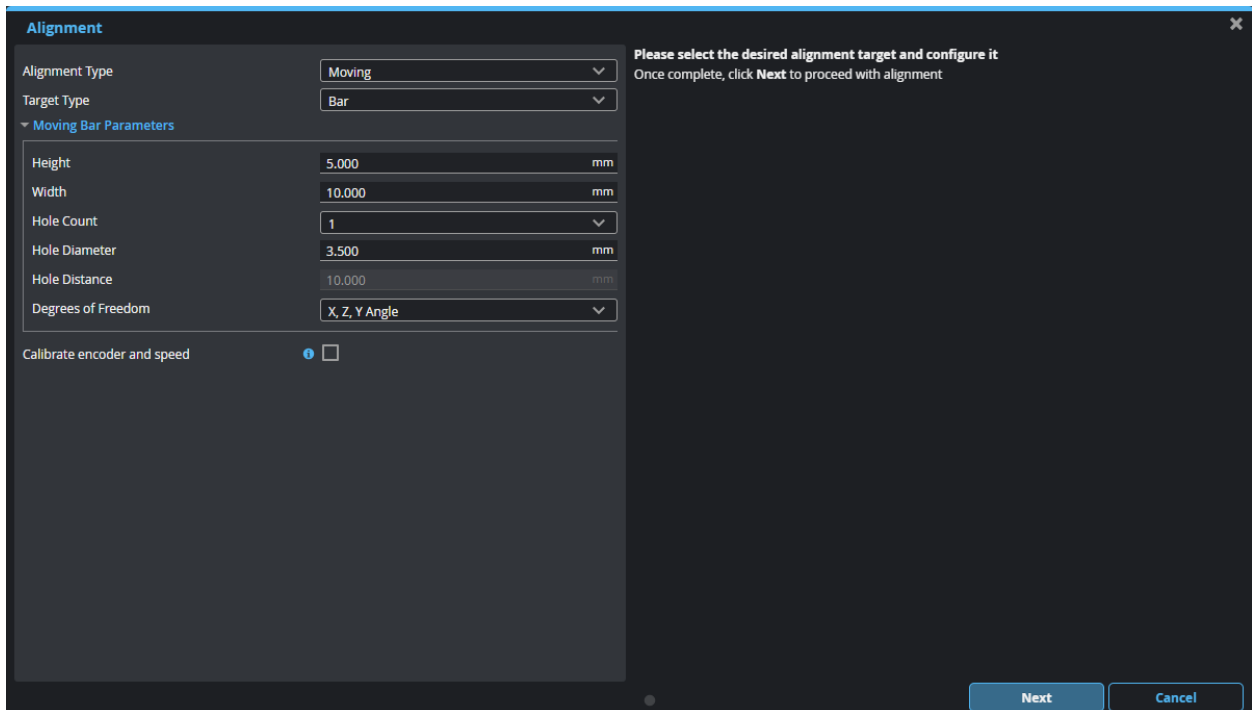 Alignment
Please select the desired alignment target and configure it
Once complete, click Next to proceed with alignment
Alignment Type Moving
Target Type Bar
Moving Bar Parameters
Height 5.000 mm
Width 10.000 mm
Hole Count 1
Hole Diameter 3.500 mm
Hole Distance 10.000 mm
Degrees of Freedom X, Z, Y Angle
Calibrate encoder and speed
Next Cancel